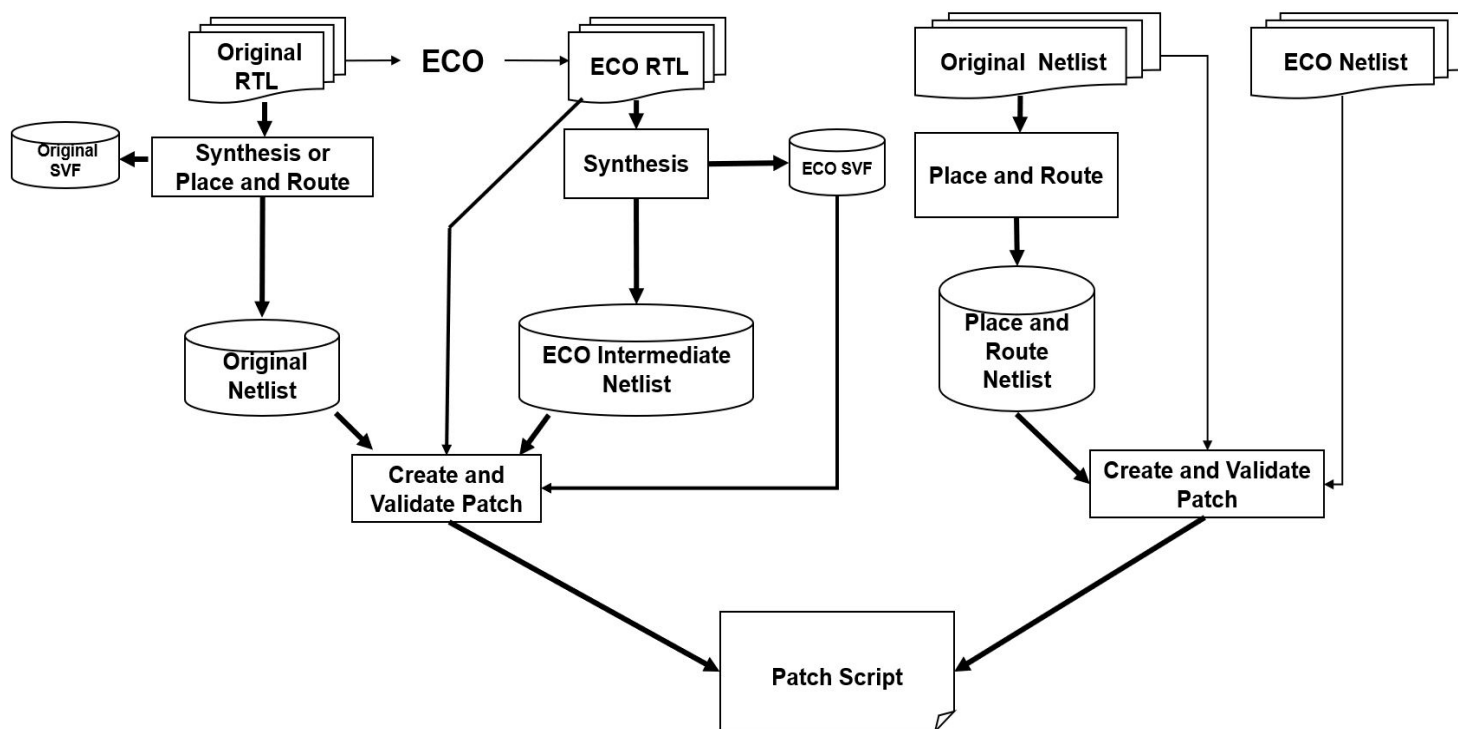 Original
RTL
ECO
ECO RTL
Original Netlist
ECO Netlist
Original
SVF
Synthesis or
Place and Route
Synthesis
ECO SVF
Place and Route
Original
Netlist
ECO Intermediate
Netlist
Place and
Route
Netlist
Create and
Validate Patch
Create and Validate
Patch
Patch Script